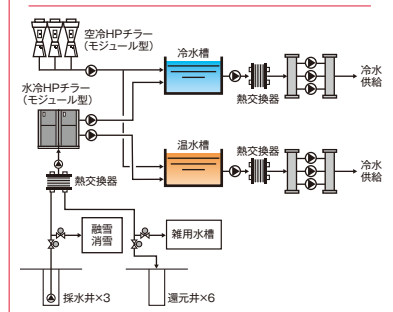 空冷HPチラー
(モジュール型)
冷水槽
熱交換器
冷水
供給
水冷HPチラー
(モジュール型)
温水槽
熱交換器
冷水
供給
熱交換器
融雪
消雪
雑用水槽
採水井×3
還元井×6